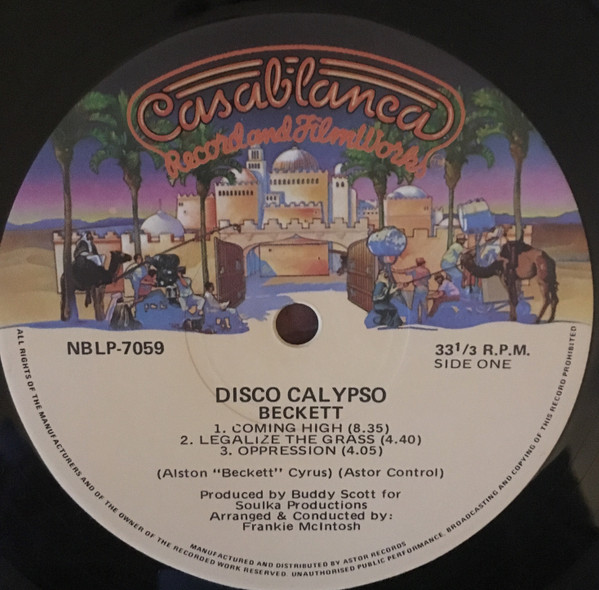 Casablanca
Record and FilmWorks
NBLP-7059
33 1/3 R.P.M.
SIDE ONE
DISCO CALYPSO
BECKETT
1. COMING HIGH (8.35)
2. LEGALIZE THE GRASS (4.40)
3. OPPRESSION (4.05)
(Alston "Beckett" Cyrus) (Astor Control)
Produced by Buddy Scott for
Soulka Productions
Arranged & Conducted by:
Frankie McIntosh
MANUFACTURED AND DISTRIBUTED BY ASTOR RECORDS
ALL RIGHTS OF THE MANUFACTURERS AND OF THE OWNER OF THE RECORDED WORK RESERVED. UNAUTHORISED PUBLIC PERFORMANCE, BROADCASTING AND COPYING OF THIS RECORD PROHIBITED